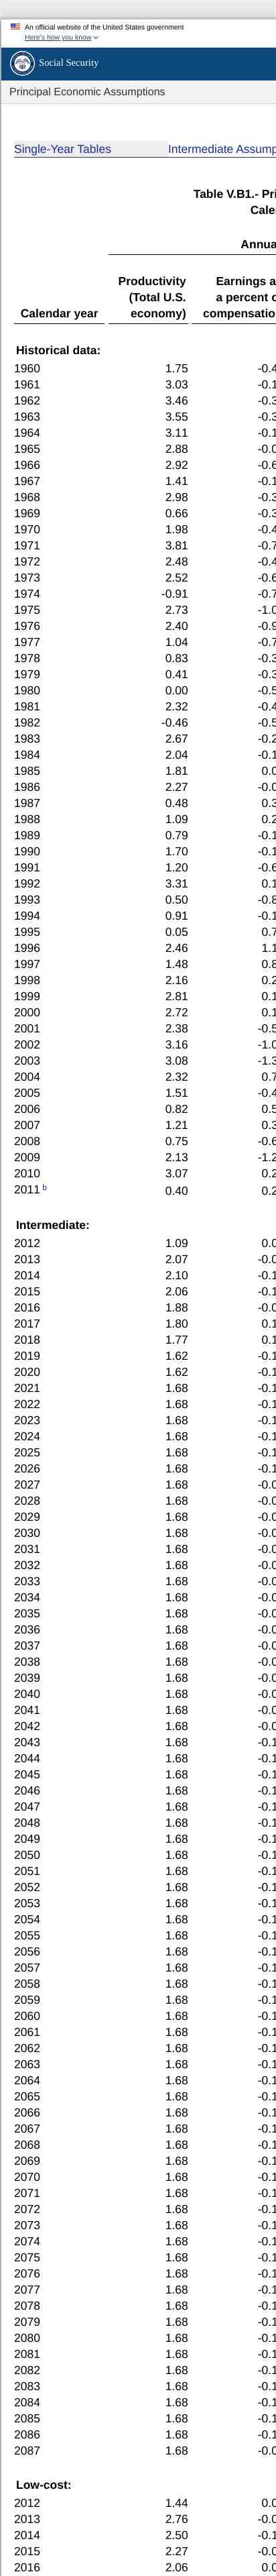 An official website of the United States government
Here's how you know
Social Security
Principal Economic Assumptions
Single-Year Tables Intermediate Assump
Table V.B1.- Pri
Cale
Annua
Productivity Earnings a
(Total U.S. a percent o
Calendar year economy) compensatio
Historical data:
1960 1.75 -0.4
1961 3.03 -0.1
1962 3.46 -0.3
1963 3.55 -0.3
1964 3.11 -0.1
1965 2.88 -0.0
1966 2.92 -0.6
1967 1.41 -0.1
1968 2.98 -0.3
1969 0.66 -0.3
1970 1.98 -0.4
1971 3.81 -0.7
1972 2.48 -0.4
1973 2.52 -0.6
1974 -0.91 -0.7
1975 2.73 -1.0
1976 2.40 -0.9
1977 1.04 -0.7
1978 0.83 -0.3
1979 0.41 -0.3
1980 0.00 -0.5
1981 2.32 -0.4
1982 -0.46 -0.5
1983 2.67 -0.2
1984 2.04 -0.1
1985 1.81 0.0
1986 2.27 -0.0
1987 0.48 0.3
1988 1.09 0.2
1989 0.79 -0.1
1990 1.70 -0.1
1991 1.20 -0.6
1992 3.31 0.1
1993 0.50 -0.8
1994 0.91 -0.1
1995 0.05 0.7
1996 2.46 1.1
1997 1.48 0.8
1998 2.16 0.2
1999 2.81 0.1
2000 2.72 0.1
2001 2.38 -0.5
2002 3.16 -1.0
2003 3.08 -1.3
2004 2.32 0.7
2005 1.51 -0.4
2006 0.82 0.5
2007 1.21 0.3
2008 0.75 -0.6
2009 2.13 -1.2
2010 3.07 0.2
2011 b 0.40 0.2
Intermediate:
2012 1.09 0.0
2013 2.07 -0.0
2014 2.10 -0.1
2015 2.06 -0.1
2016 1.88 -0.0
2017 1.80 0.1
2018 1.77 0.1
2019 1.62 -0.1
2020 1.62 -0.1
2021 1.68 -0.1
2022 1.68 -0.1
2023 1.68 -0.1
2024 1.68 -0.1
2025 1.68 -0.1
2026 1.68 -0.1
2027 1.68 -0.0
2028 1.68 -0.0
2029 1.68 -0.0
2030 1.68 -0.0
2031 1.68 -0.0
2032 1.68 -0.0
2033 1.68 -0.0
2034 1.68 -0.0
2035 1.68 -0.0
2036 1.68 -0.0
2037 1.68 -0.0
2038 1.68 -0.0
2039 1.68 -0.0
2040 1.68 -0.0
2041 1.68 -0.0
2042 1.68 -0.0
2043 1.68 -0.1
2044 1.68 -0.1
2045 1.68 -0.1
2046 1.68 -0.1
2047 1.68 -0.1
2048 1.68 -0.1
2049 1.68 -0.1
2050 1.68 -0.1
2051 1.68 -0.1
2052 1.68 -0.1
2053 1.68 -0.1
2054 1.68 -0.1
2055 1.68 -0.1
2056 1.68 -0.1
2057 1.68 -0.1
2058 1.68 -0.1
2059 1.68 -0.1
2060 1.68 -0.1
2061 1.68 -0.1
2062 1.68 -0.1
2063 1.68 -0.1
2064 1.68 -0.1
2065 1.68 -0.1
2066 1.68 -0.1
2067 1.68 -0.1
2068 1.68 -0.1
2069 1.68 -0.1
2070 1.68 -0.1
2071 1.68 -0.1
2072 1.68 -0.1
2073 1.68 -0.1
2074 1.68 -0.1
2075 1.68 -0.1
2076 1.68 -0.1
2077 1.68 -0.1
2078 1.68 -0.1
2079 1.68 -0.1
2080 1.68 -0.1
2081 1.68 -0.1
2082 1.68 -0.1
2083 1.68 -0.1
2084 1.68 -0.1
2085 1.68 -0.1
2086 1.68 -0.1
2087 1.68 -0.0
Low-cost:
2012 1.44 0.0
2013 2.76 -0.0
2014 2.50 -0.1
2015 2.27 -0.0
2016 2.06 0.0